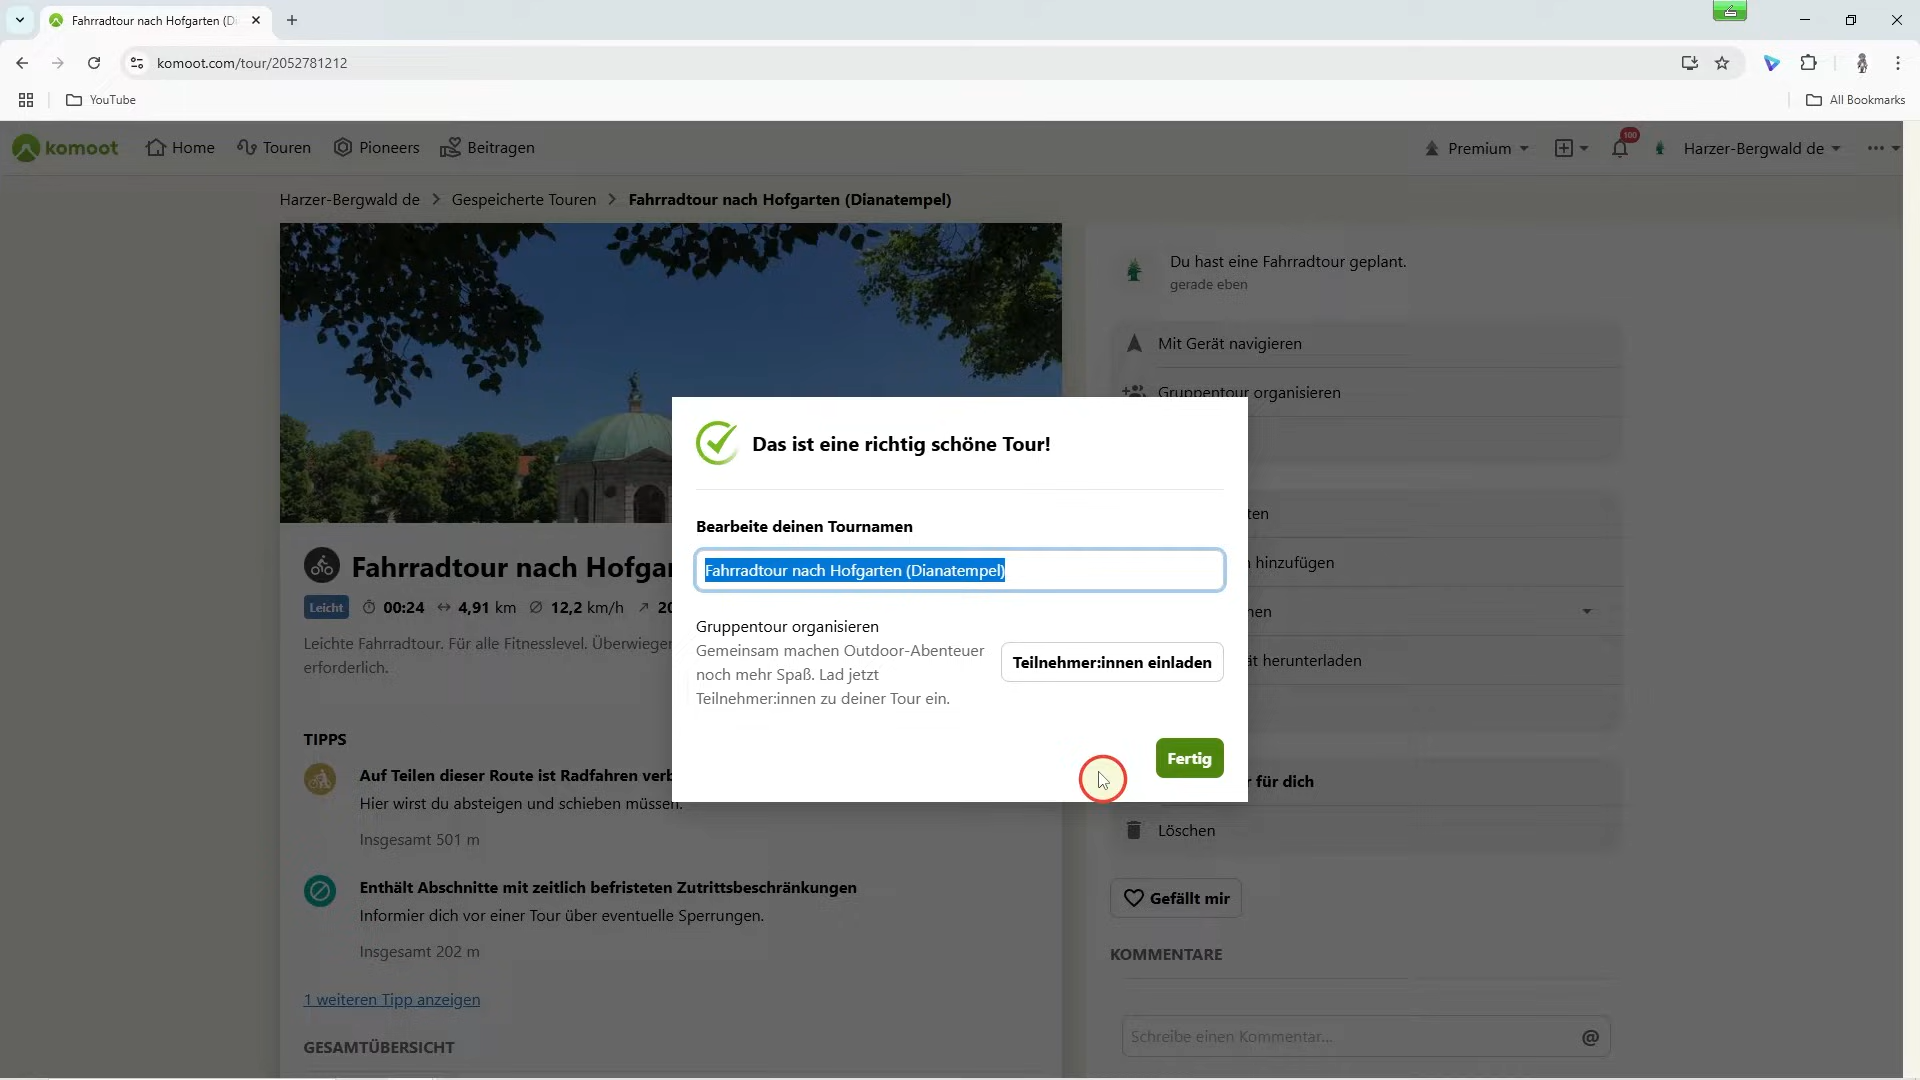 Fahrradtour nach Hofgarten (D
komoot.com/tour/2052781212
YouTube
All Bookmarks
komoot
Home
Touren
Pioneers
Beitragen
Premium
100
Harzer-Bergwald de
Harzer-Bergwald de > Gespeicherte Touren > Fahrradtour nach Hofgarten (Dianatempel)
Du hast eine Fahrradtour geplant.
gerade eben
Mit Gerät navigieren
Gruppentour organisieren
Das ist eine richtig schöne Tour!
Bearbeite deinen Tournamen
Fahrradtour nach Hofgarten (Dianatempel)
Gruppentour organisieren
Gemeinsam machen Outdoor-Abenteuer
noch mehr Spaß. Lad jetzt
Teilnehmer:innen zu deiner Tour ein.
Teilnehmer:innen einladen
Fertig
Fahrradtour nach Hofgar
Leicht 00:24 4,91 km 12,2 km/h 20
Leichte Fahrradtour. Für alle Fitnesslevel. Überwieger
erforderlich.
TIPPS
Auf Teilen dieser Route ist Radfahren verb
Hier wirst du absteigen und schieben müssen.
Insgesamt 501 m
Enthält Abschnitte mit zeitlich befristeten Zutrittsbeschränkungen
Informier dich vor einer Tour über eventuelle Sperrungen.
Insgesamt 202 m
1 weiteren Tipp anzeigen
GESAMTÜBERSICHT
ten
hinzufügen
nen
ät herunterladen
für dich
Löschen
Gefällt mir
KOMMENTARE
Schreibe einen Kommentar...
@